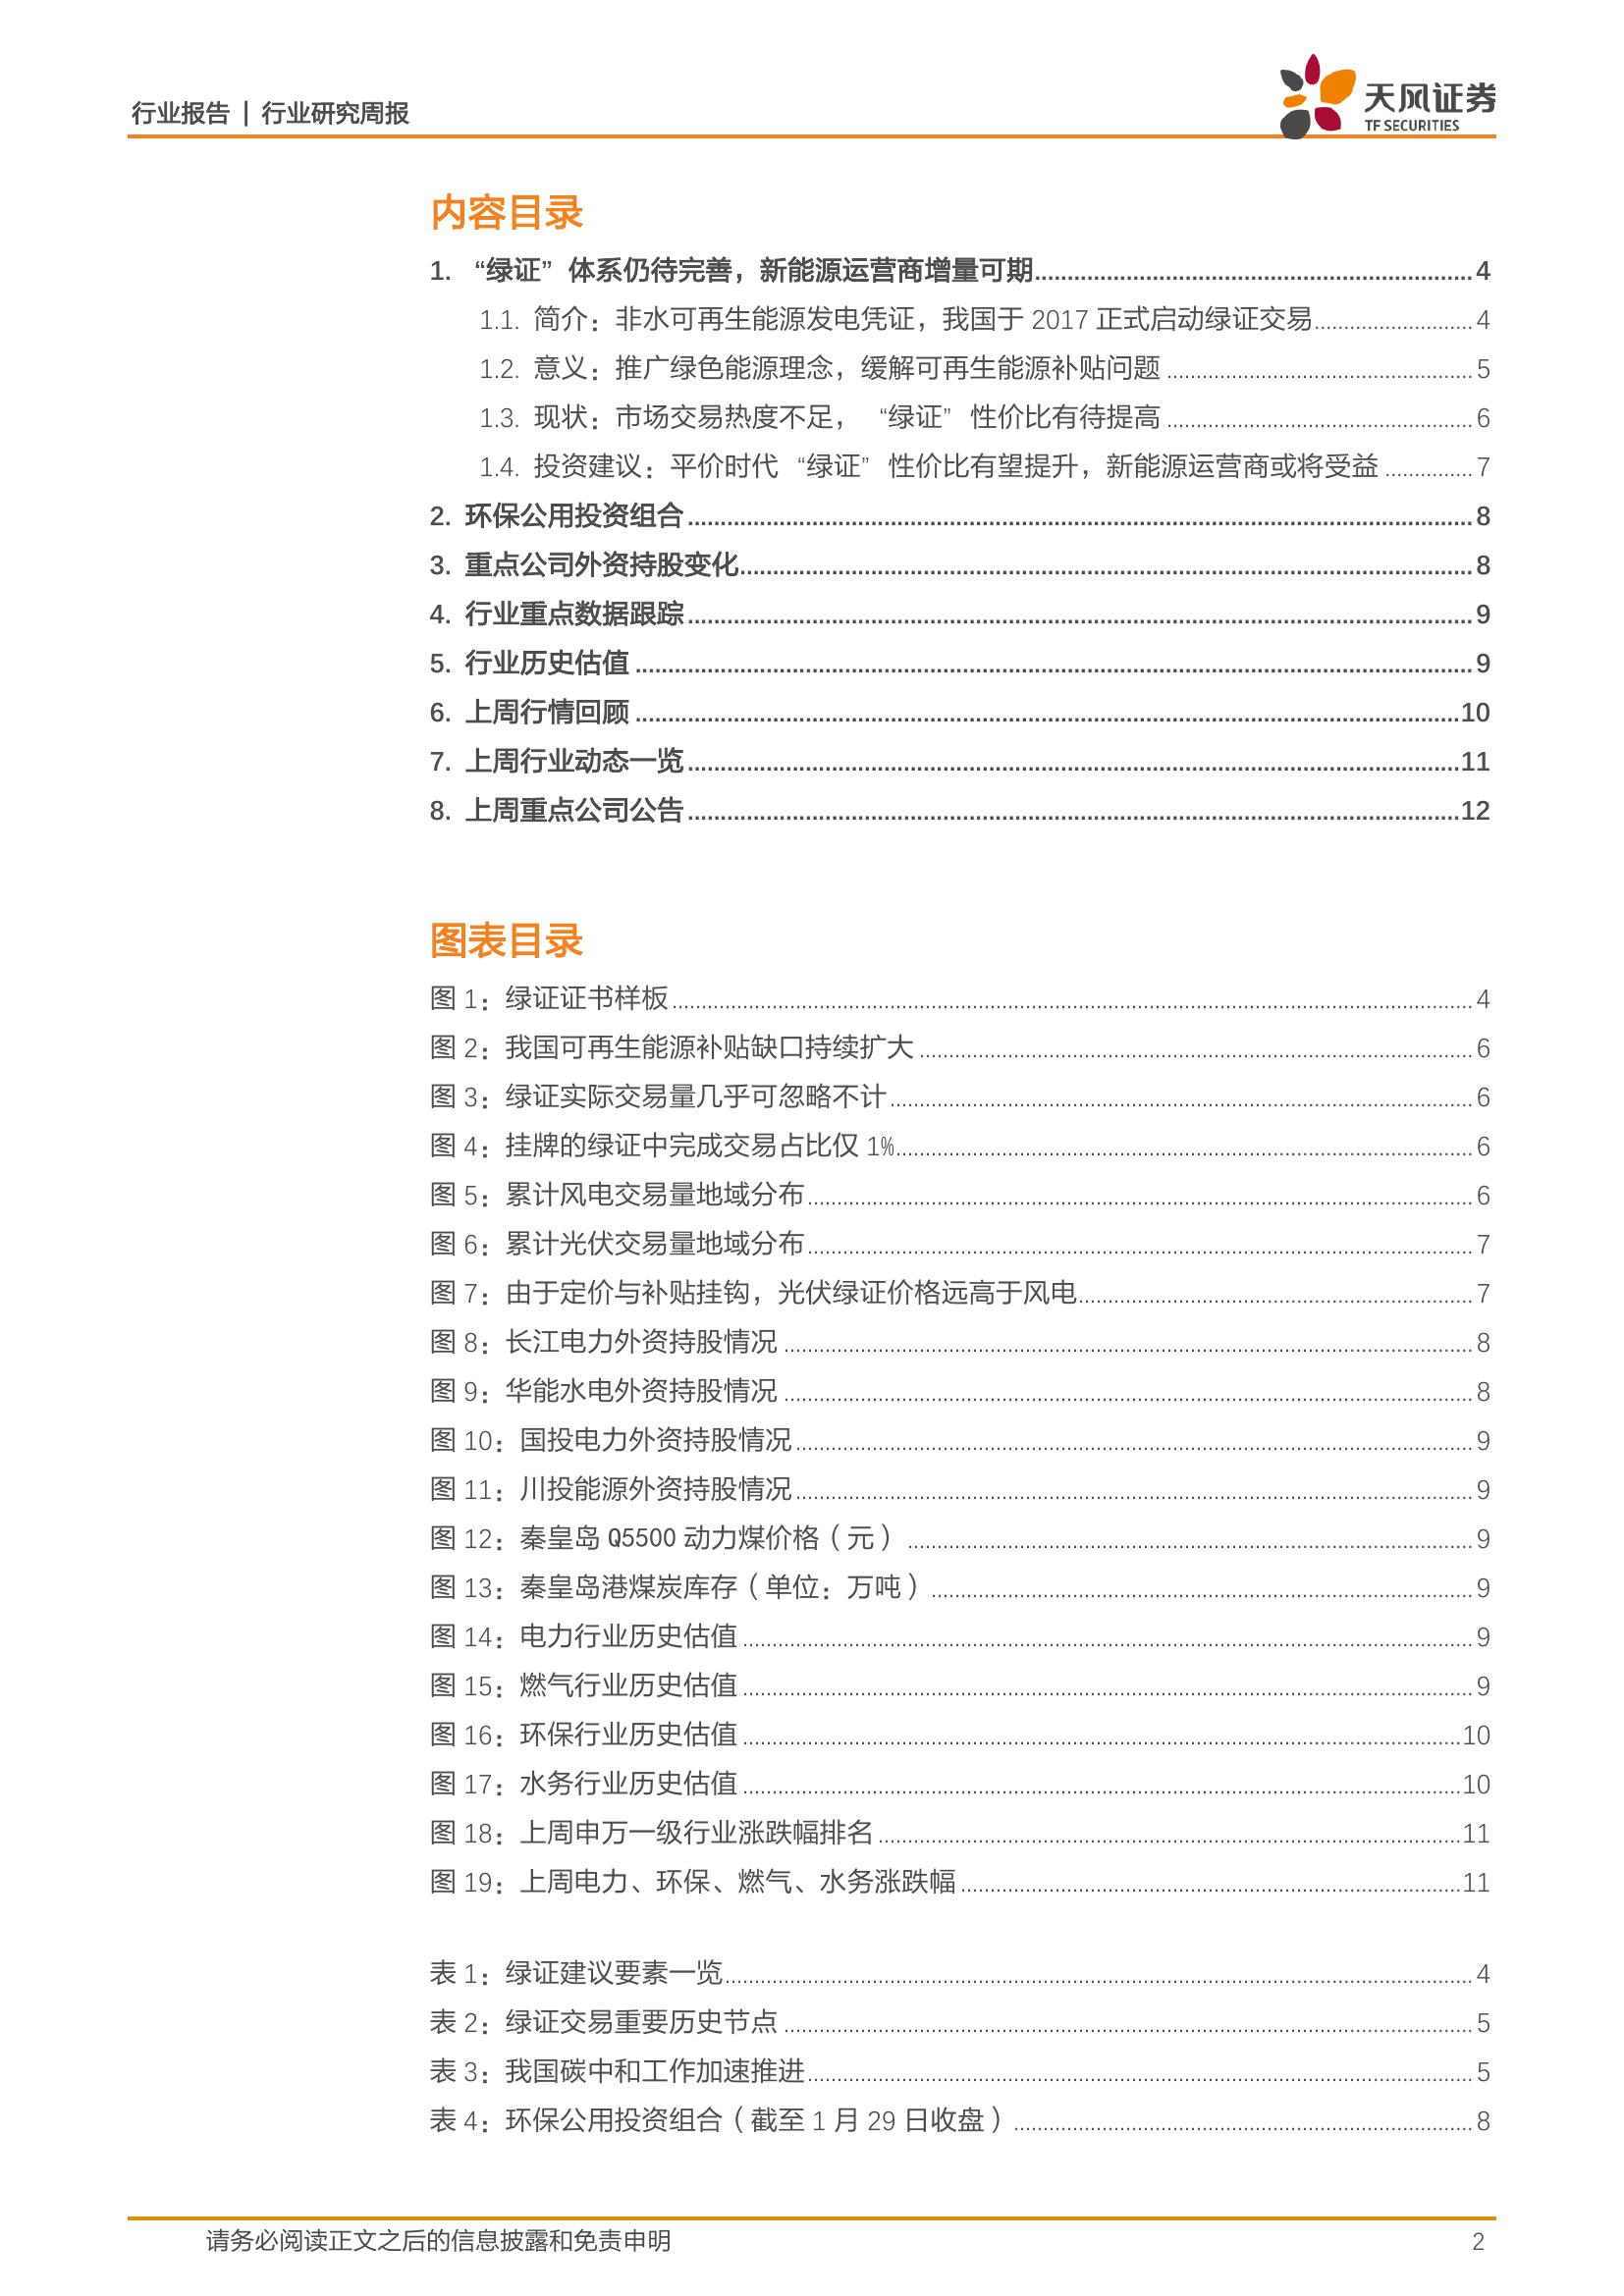 行业报告 | 行业研究周报
天风证券
TF SECURITIES
内容目录
1. “绿证”体系仍待完善，新能源运营商增量可期 4
1.1. 简介：非水可再生能源发电凭证，我国于 2017 正式启动绿证交易 4
1.2. 意义：推广绿色能源理念，缓解可再生能源补贴问题 5
1.3. 现状：市场交易热度不足，“绿证”性价比有待提高 6
1.4. 投资建议：平价时代“绿证”性价比有望提升，新能源运营商或将受益 7
2. 环保公用投资组合 8
3. 重点公司外资持股变化 8
4. 行业重点数据跟踪 9
5. 行业历史估值 9
6. 上周行情回顾 10
7. 上周行业动态一览 11
8. 上周重点公司公告 12
图表目录
图 1：绿证证书样板 4
图 2：我国可再生能源补贴缺口持续扩大 6
图 3：绿证实际交易量几乎可忽略不计 6
图 4：挂牌的绿证中完成交易占比仅 1% 6
图 5：累计风电交易量地域分布 6
图 6：累计光伏交易量地域分布 7
图 7：由于定价与补贴挂钩，光伏绿证价格远高于风电 7
图 8：长江电力外资持股情况 8
图 9：华能水电外资持股情况 8
图 10：国投电力外资持股情况 9
图 11：川投能源外资持股情况 9
图 12：秦皇岛 Q5500 动力煤价格（元） 9
图 13：秦皇岛港煤炭库存（单位：万吨） 9
图 14：电力行业历史估值 9
图 15：燃气行业历史估值 9
图 16：环保行业历史估值 10
图 17：水务行业历史估值 10
图 18：上周申万一级行业涨跌幅排名 11
图 19：上周电力、环保、燃气、水务涨跌幅 11
表 1：绿证建议要素一览 4
表 2：绿证交易重要历史节点 5
表 3：我国碳中和工作加速推进 5
表 4：环保公用投资组合（截至 1 月 29 日收盘） 8
请务必阅读正文之后的信息披露和免责申明 2